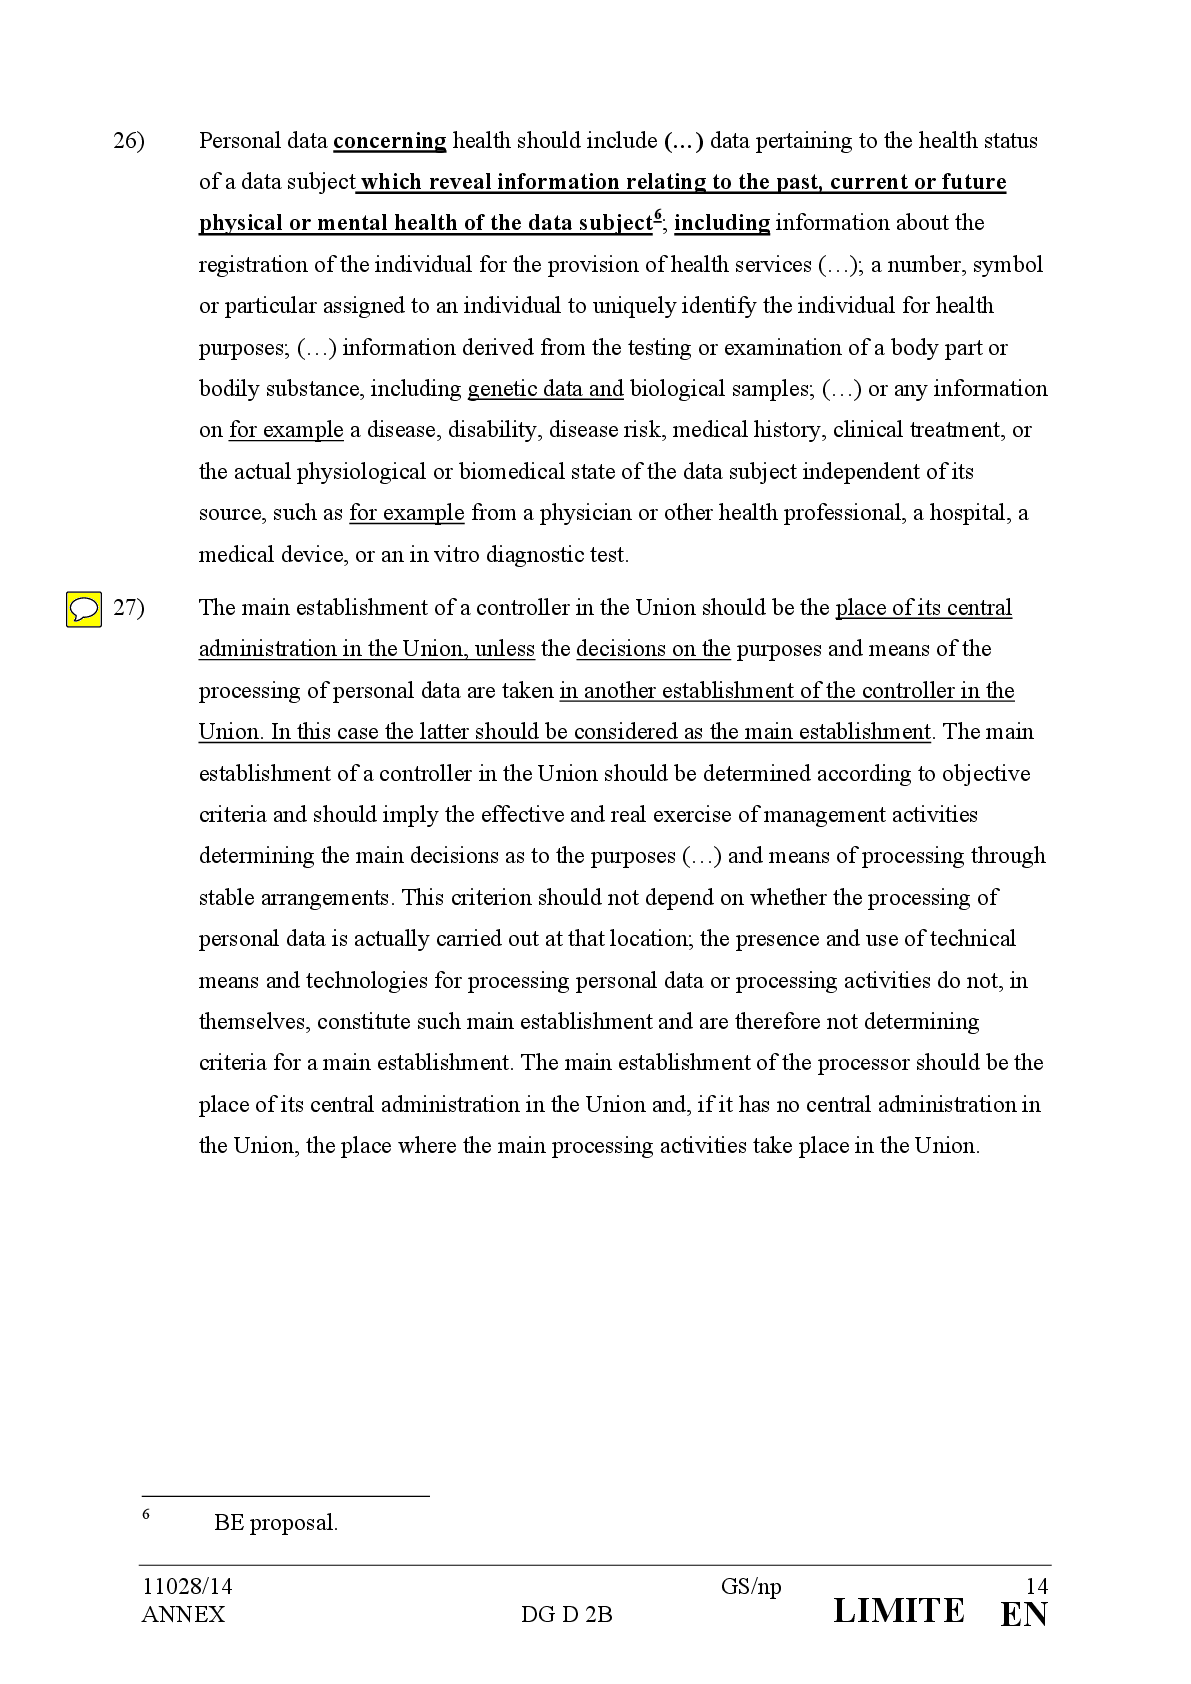 26) Personal data concerning health should include (…) data pertaining to the health status
of a data subject which reveal information relating to the past, current or future
physical or mental health of the data subject6; including information about the
registration of the individual for the provision of health services (…); a number, symbol
or particular assigned to an individual to uniquely identify the individual for health
purposes; (…) information derived from the testing or examination of a body part or
bodily substance, including genetic data and biological samples; (…) or any information
on for example a disease, disability, disease risk, medical history, clinical treatment, or
the actual physiological or biomedical state of the data subject independent of its
source, such as for example from a physician or other health professional, a hospital, a
medical device, or an in vitro diagnostic test.
27) The main establishment of a controller in the Union should be the place of its central
administration in the Union, unless the decisions on the purposes and means of the
processing of personal data are taken in another establishment of the controller in the
Union. In this case the latter should be considered as the main establishment. The main
establishment of a controller in the Union should be determined according to objective
criteria and should imply the effective and real exercise of management activities
determining the main decisions as to the purposes (…) and means of processing through
stable arrangements. This criterion should not depend on whether the processing of
personal data is actually carried out at that location; the presence and use of technical
means and technologies for processing personal data or processing activities do not, in
themselves, constitute such main establishment and are therefore not determining
criteria for a main establishment. The main establishment of the processor should be the
place of its central administration in the Union and, if it has no central administration in
the Union, the place where the main processing activities take place in the Union.
6 BE proposal.
11028/14 GS/np 14
ANNEX DG D 2B LIMITE EN